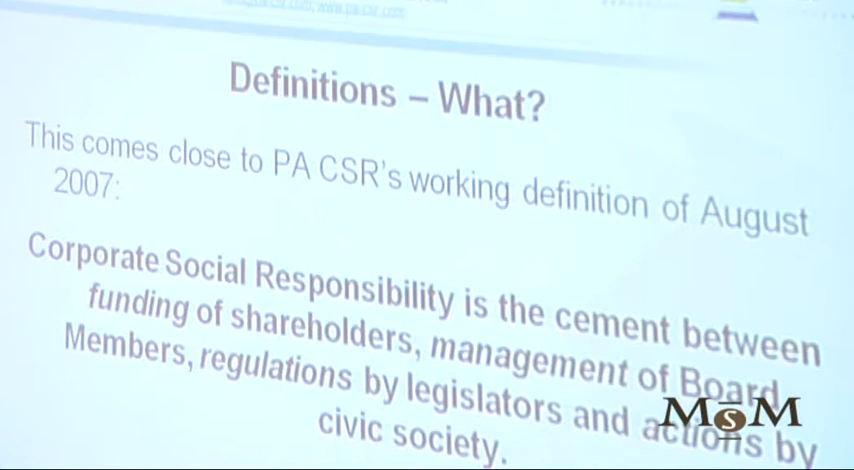 Definitions – What?
This comes close to PA CSR's working definition of August
2007:
Corporate Social Responsibility is the cement between
funding of shareholders, management of Board
Members, regulations by legislators and actions by
civic society.
MSM